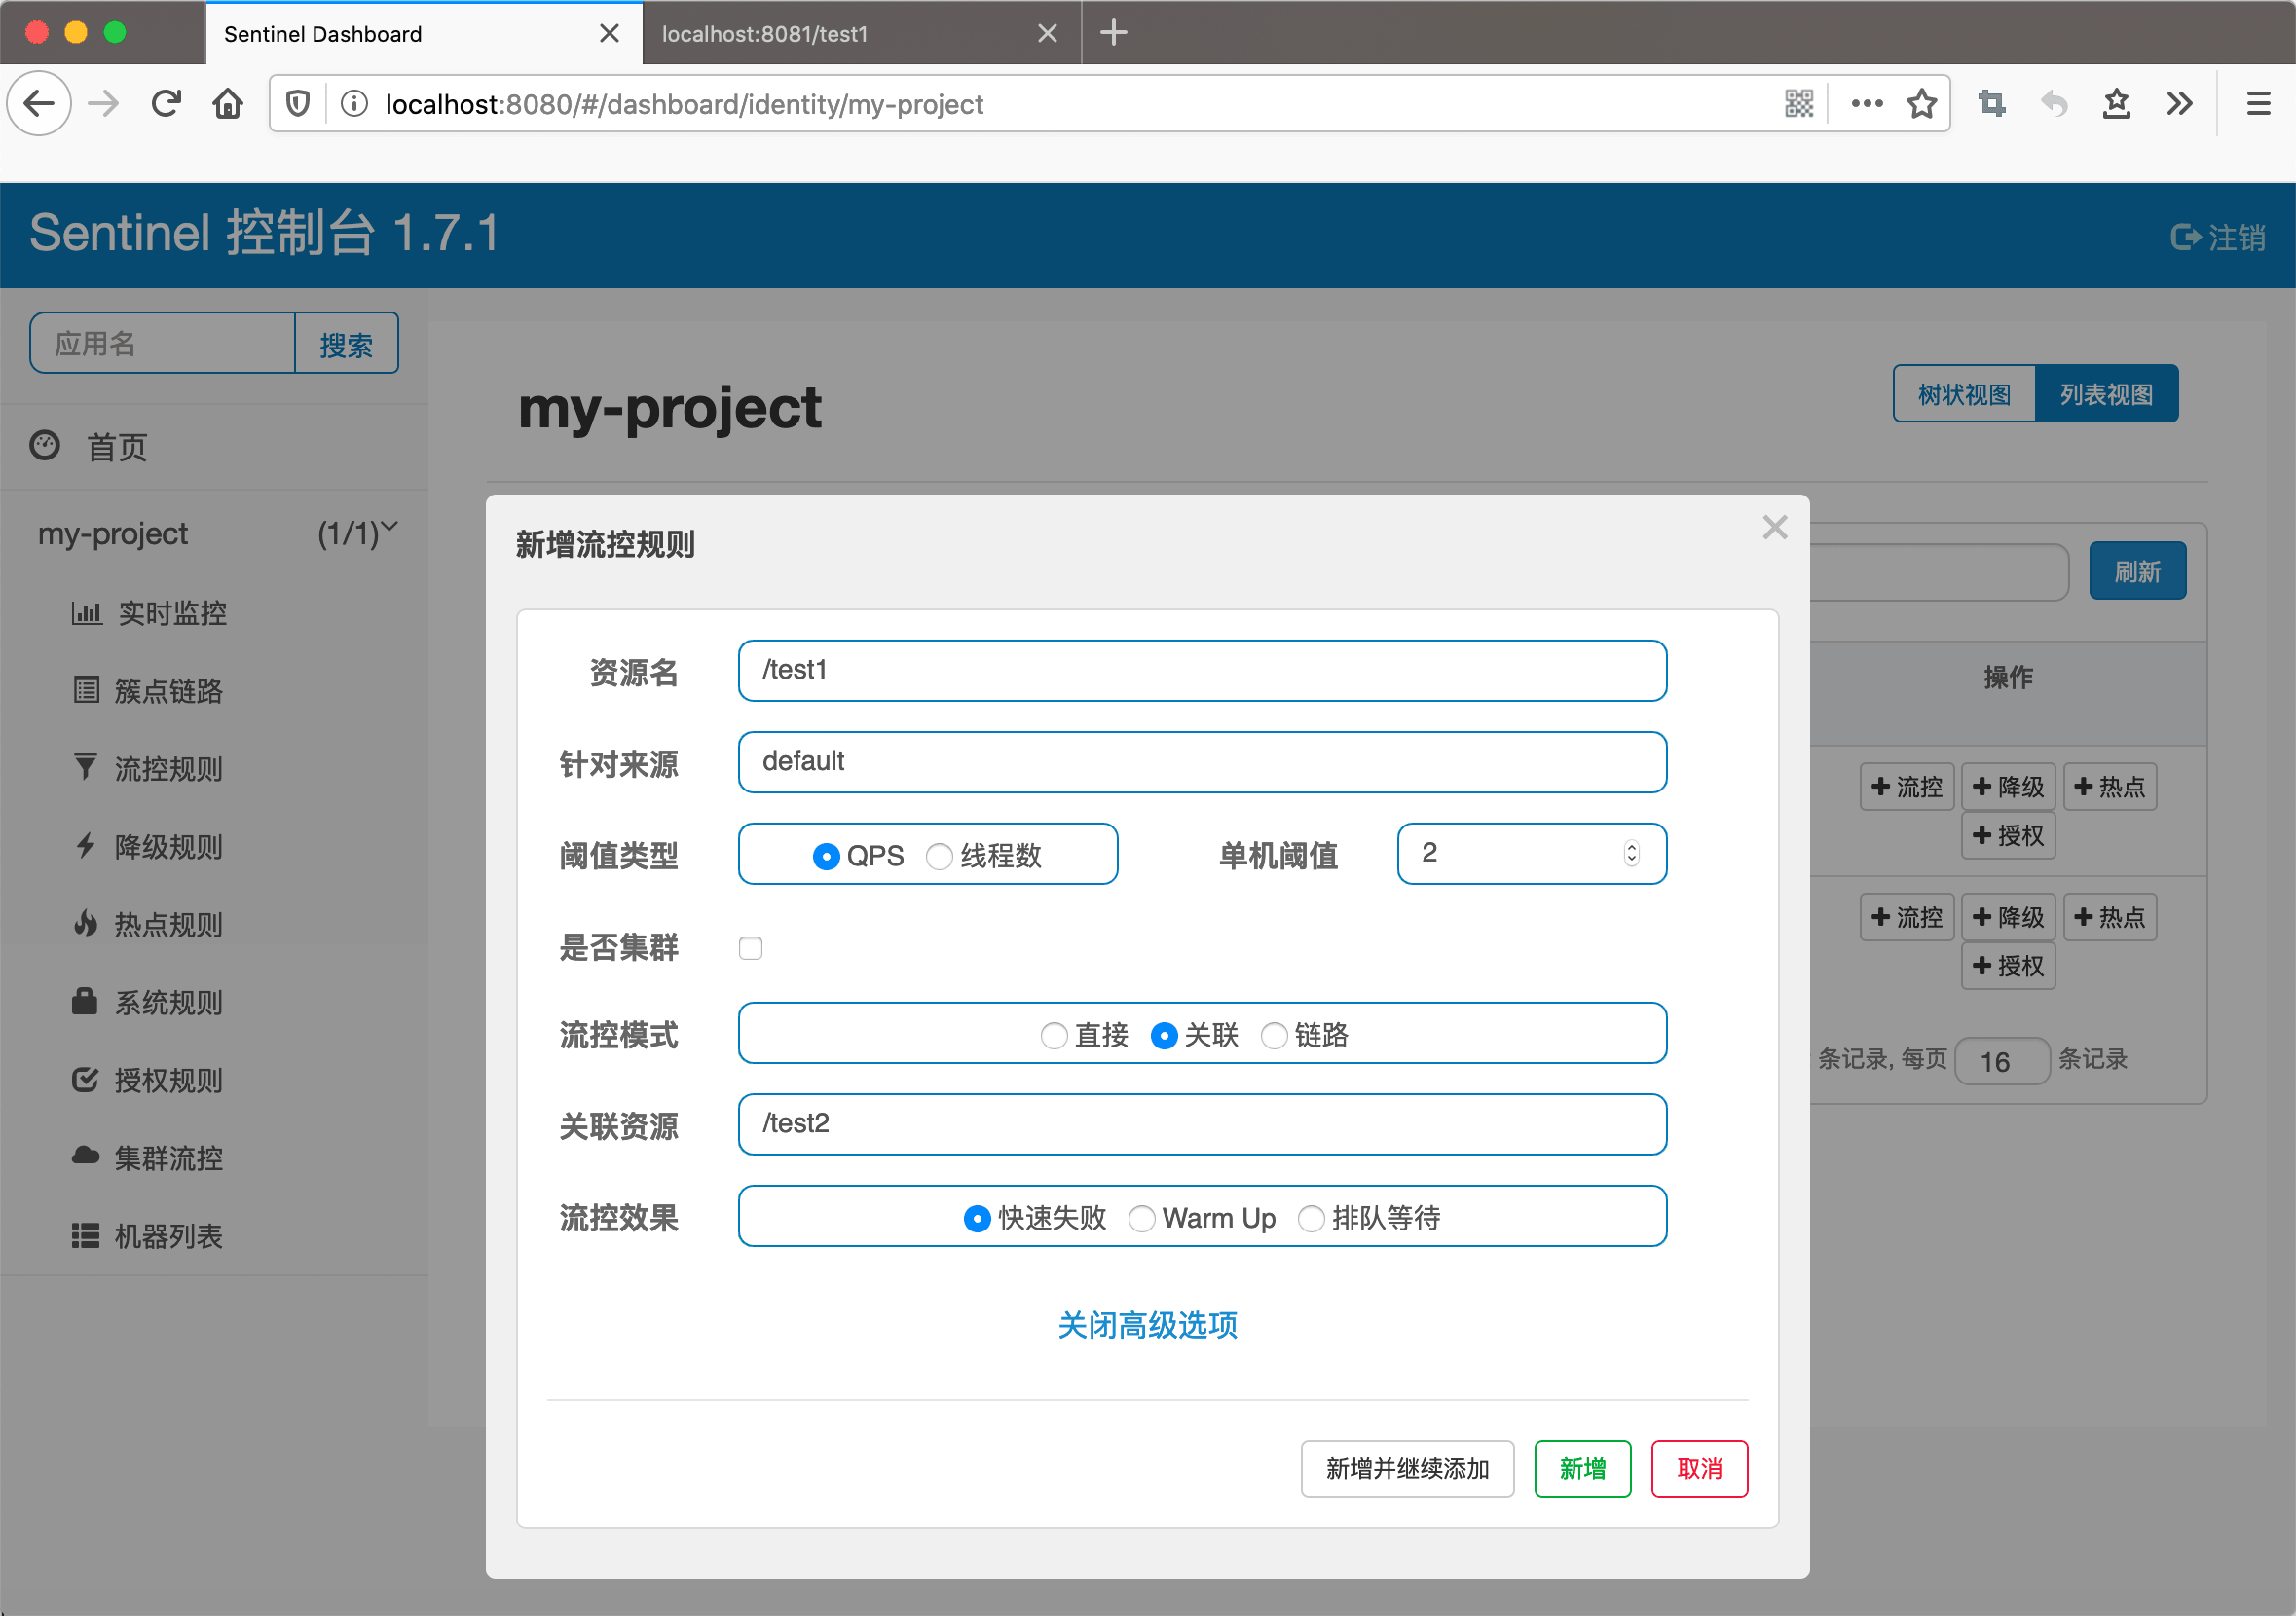 Sentinel Dashboard
localhost:8081/test1
localhost:8080/#/dashboard/identity/my-project
Sentinel 控制台 1.7.1
注销
应用名
搜索
首页
my-project (1/1)
实时监控
簇点链路
流控规则
降级规则
热点规则
系统规则
授权规则
集群流控
机器列表
my-project
树状视图 列表视图
刷新
操作
流控 降级 热点
授权
流控 降级 热点
授权
条记录, 每页 16 条记录
新增流控规则
资源名 /test1
针对来源 default
阈值类型 QPS 线程数 单机阈值 2
是否集群
流控模式 直接 关联 链路
关联资源 /test2
流控效果 快速失败 Warm Up 排队等待
关闭高级选项
新增并继续添加 新增 取消